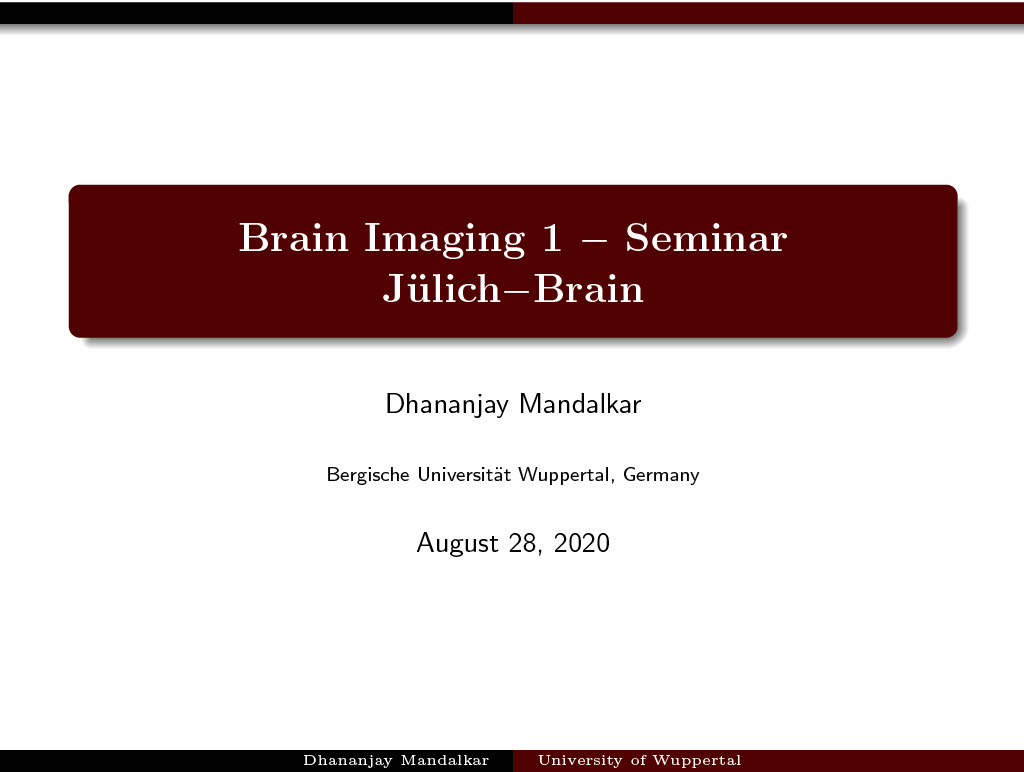 Brain Imaging 1 – Seminar
Jülich–Brain
Dhananjay Mandalkar
Bergische Universität Wuppertal, Germany
August 28, 2020
Dhananjay Mandalkar University of Wuppertal